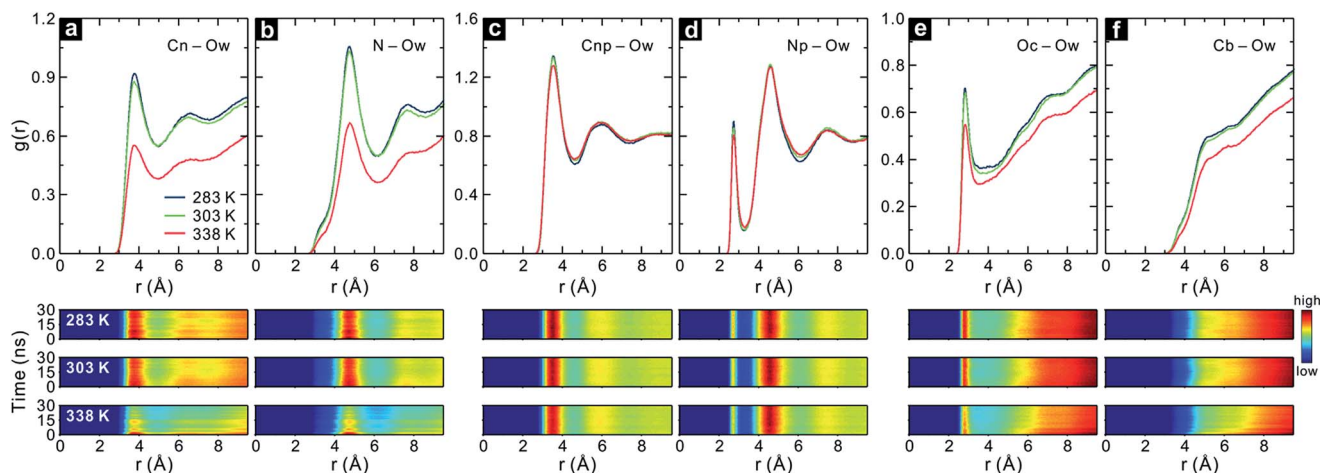 a Cn – Ow b N – Ow c Cnp – Ow d Np – Ow e Oc – Ow f Cb – Ow
g(r)
1.2 0.9 0.6 0.3 0.0
1.6 1.2 0.8 0.4 0.0
1.0 0.8 0.6 0.4 0.2 0.0
283 K
303 K
338 K
0 2 4 6 8 0 2 4 6 8 0 2 4 6 8 0 2 4 6 8 0 2 4 6 8 0 2 4 6 8
r (Å) r (Å) r (Å) r (Å) r (Å) r (Å)
Time (ns)
30 15 0 283 K
30 15 0 303 K
30 15 0 338 K
high
low
0 2 4 6 8 0 2 4 6 8 0 2 4 6 8 0 2 4 6 8 0 2 4 6 8 0 2 4 6 8
r (Å) r (Å) r (Å) r (Å) r (Å) r (Å)